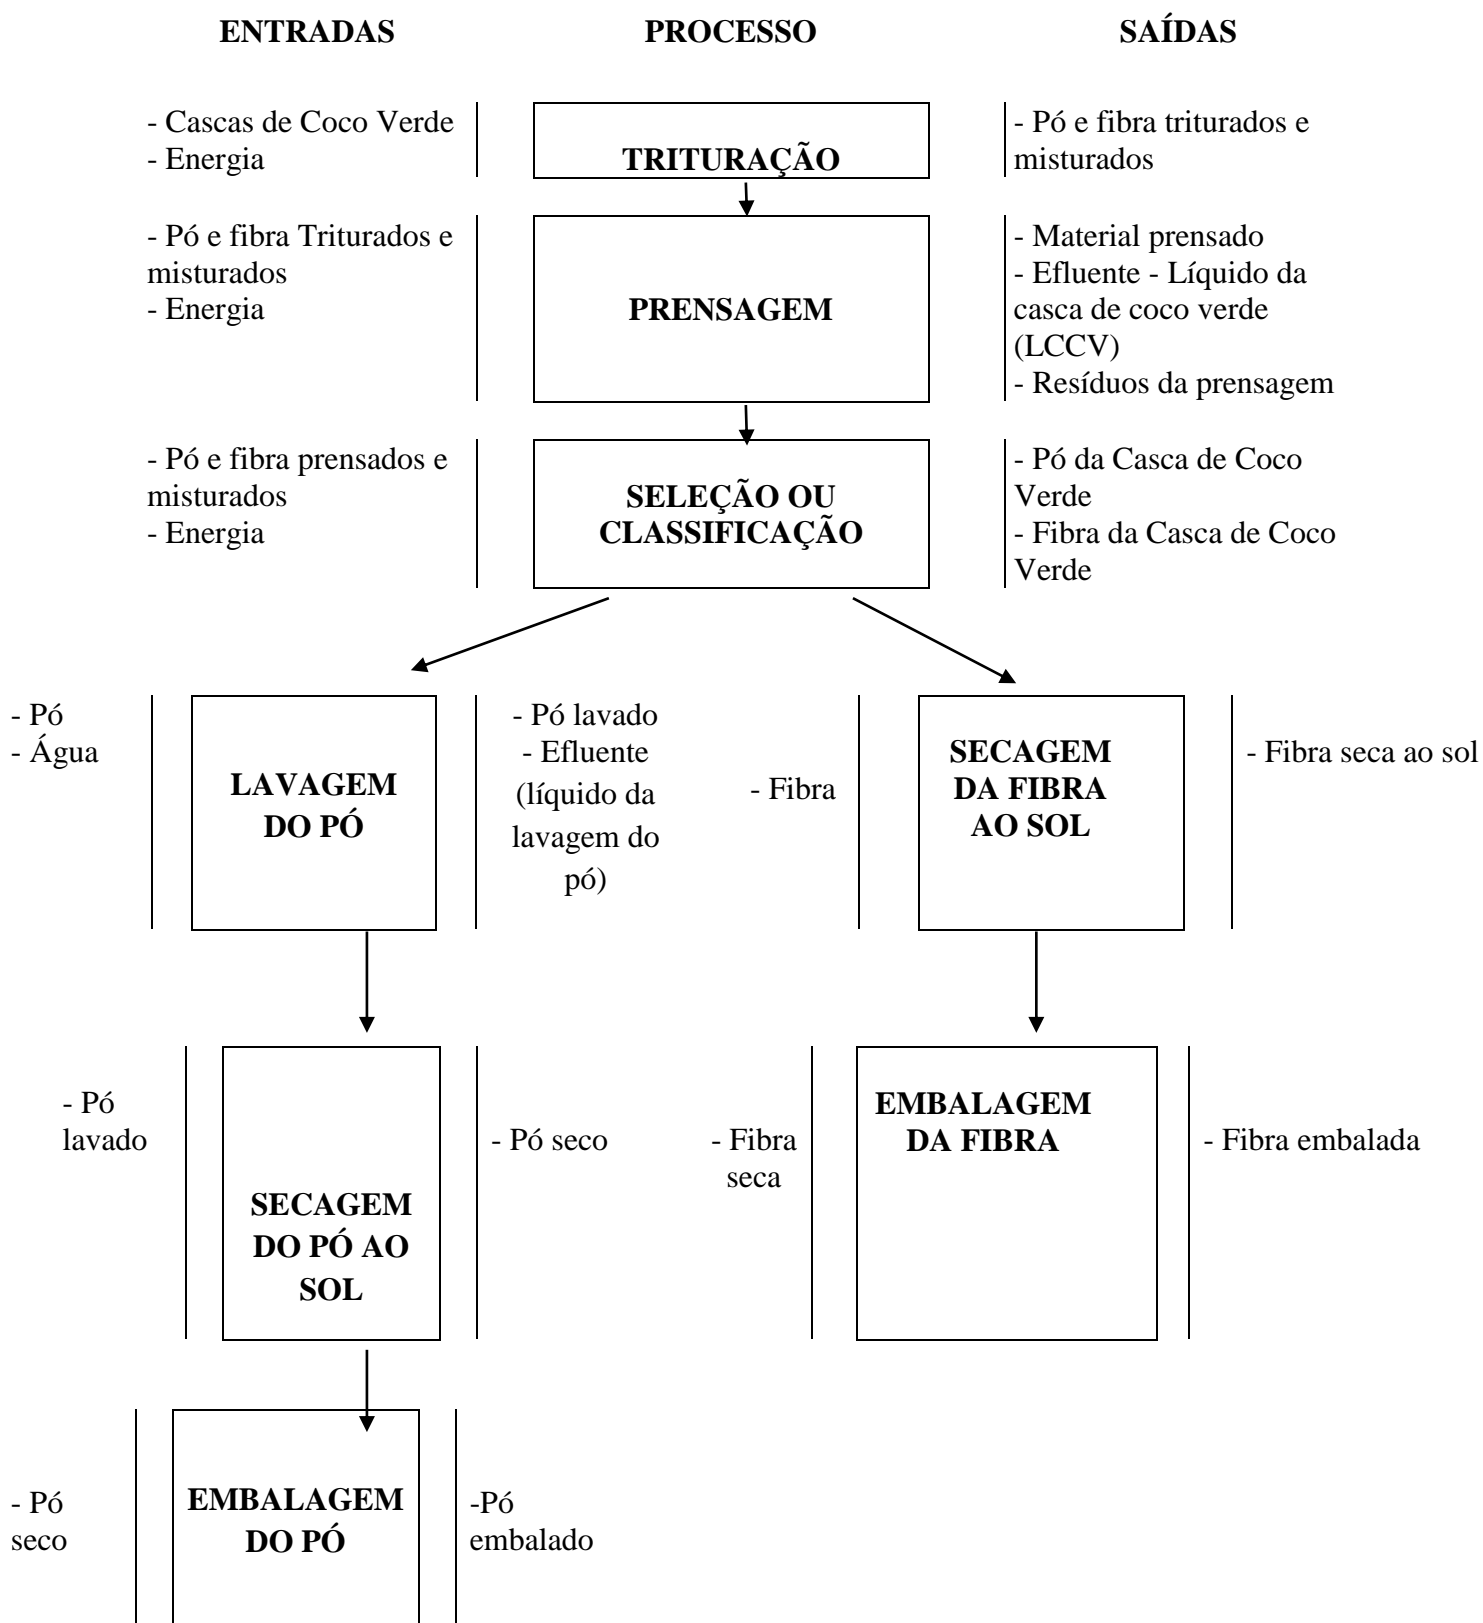 ENTRADAS
PROCESSO
SAÍDAS
- Cascas de Coco Verde
- Energia
TRITURAÇÃO
- Pó e fibra triturados e
misturados
- Pó e fibra Triturados e
misturados
- Energia
PRENSAGEM
- Material prensado
- Efluente - Líquido da
casca de coco verde
(LCCV)
- Resíduos da prensagem
- Pó e fibra prensados e
misturados
- Energia
SELEÇÃO OU
CLASSIFICAÇÃO
- Pó da Casca de Coco
Verde
- Fibra da Casca de Coco
Verde
- Pó
- Água
LAVAGEM
DO PÓ
- Pó lavado
- Efluente
(líquido da
lavagem do
pó)
- Fibra
SECAGEM
DA FIBRA
AO SOL
- Fibra seca ao sol
- Pó
lavado
SECAGEM
DO PÓ AO
SOL
- Pó seco
- Fibra
seca
EMBALAGEM
DA FIBRA
- Fibra embalada
- Pó
seco
EMBALAGEM
DO PÓ
-Pó
embalado